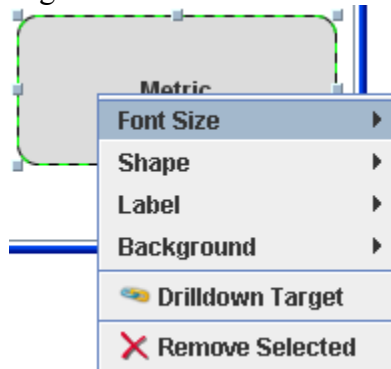 Metric
Font Size
Shape
Label
Background
Drilldown Target
Remove Selected